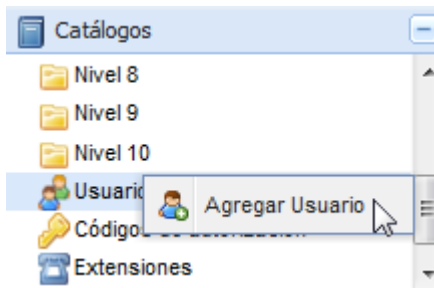 Catálogos
Nivel 8
Nivel 9
Nivel 10
Agregar Usuario
Extensiones